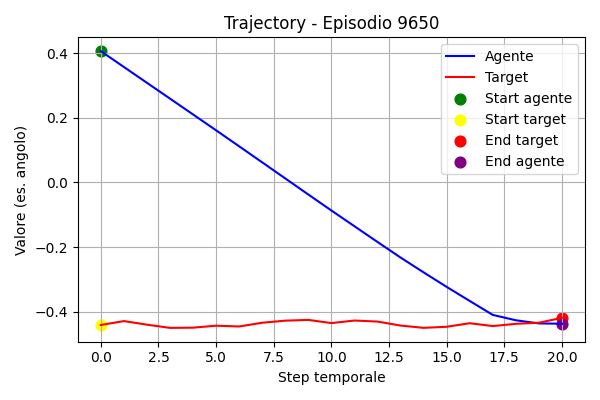 Trajectory - Episodio 9650
Valore (es. angolo)
0.4
0.2
0.0
−0.2
−0.4
Agente
Target
Start agente
Start target
End target
End agente
0.0 2.5 5.0 7.5 10.0 12.5 15.0 17.5 20.0
Step temporale